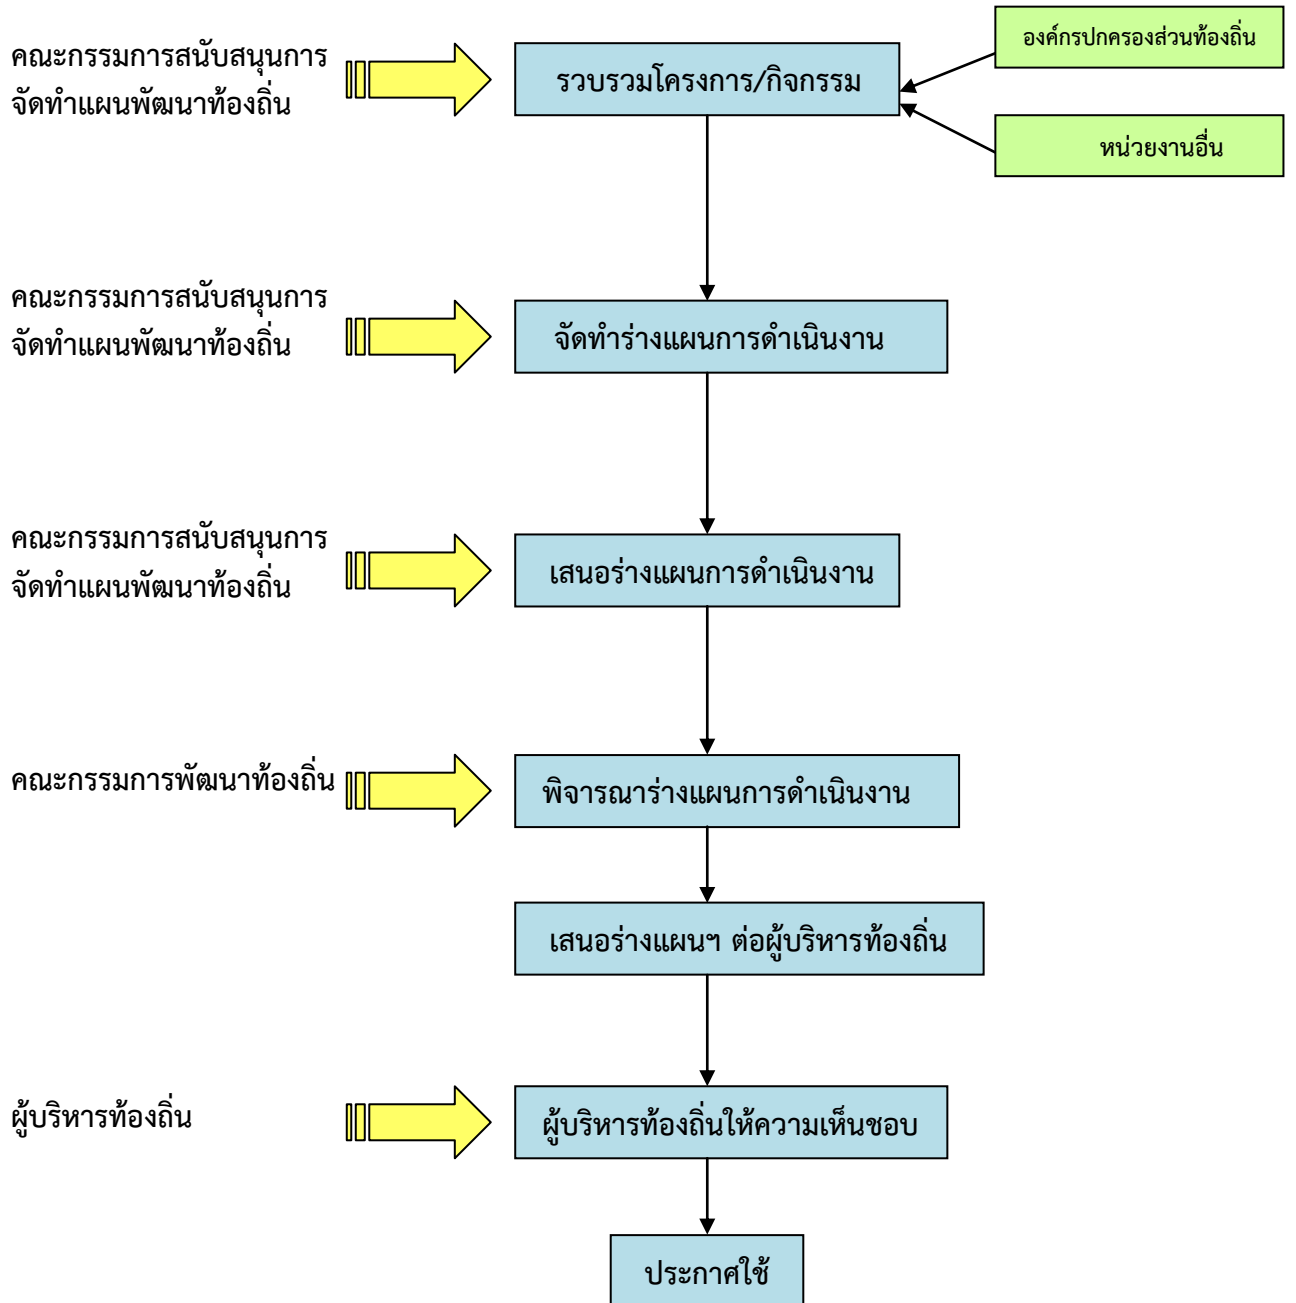 องค์กรปกครองส่วนท้องถิ่น
คณะกรรมการสนับสนุนการ
จัดทำแผนพัฒนาท้องถิ่น
รวบรวมโครงการ/กิจกรรม
หน่วยงานอื่น
คณะกรรมการสนับสนุนการ
จัดทำแผนพัฒนาท้องถิ่น
จัดทำร่างแผนการดำเนินงาน
คณะกรรมการสนับสนุนการ
จัดทำแผนพัฒนาท้องถิ่น
เสนอร่างแผนการดำเนินงาน
คณะกรรมการพัฒนาท้องถิ่น
พิจารณาร่างแผนการดำเนินงาน
เสนอร่างแผนฯ ต่อผู้บริหารท้องถิ่น
ผู้บริหารท้องถิ่น
ผู้บริหารท้องถิ่นให้ความเห็นชอบ
ประกาศใช้